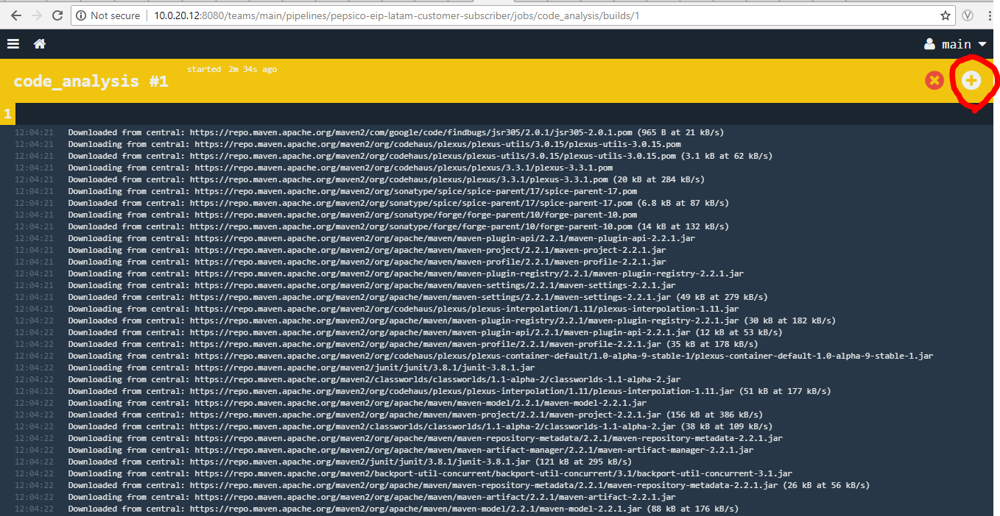 Not secure 10.0.20.12:8080/teams/main/pipelines/pepsico-eip-latam-customer-subscriber/jobs/code_analysis/builds/1
main
started 2m 34s ago
code_analysis #1
1
12:04:21 Downloaded from central: https://repo.maven.apache.org/maven2/com/google/code/findbugs/jsr305/2.0.1/jsr305-2.0.1.pom (965 B at 21 kB/s)
12:04:21 Downloading from central: https://repo.maven.apache.org/maven2/org/codehaus/plexus/plexus-utils/3.0.15/plexus-utils-3.0.15.pom
12:04:21 Downloaded from central: https://repo.maven.apache.org/maven2/org/codehaus/plexus/plexus-utils/3.0.15/plexus-utils-3.0.15.pom (3.1 kB at 62 kB/s)
12:04:21 Downloading from central: https://repo.maven.apache.org/maven2/org/codehaus/plexus/plexus/3.3.1/plexus-3.3.1.pom
12:04:21 Downloaded from central: https://repo.maven.apache.org/maven2/org/codehaus/plexus/plexus/3.3.1/plexus-3.3.1.pom (20 kB at 284 kB/s)
12:04:21 Downloading from central: https://repo.maven.apache.org/maven2/org/sonatype/spice/spice-parent/17/spice-parent-17.pom
12:04:21 Downloaded from central: https://repo.maven.apache.org/maven2/org/sonatype/spice/spice-parent/17/spice-parent-17.pom (6.8 kB at 87 kB/s)
12:04:21 Downloading from central: https://repo.maven.apache.org/maven2/org/sonatype/forge/forge-parent/10/forge-parent-10.pom
12:04:21 Downloaded from central: https://repo.maven.apache.org/maven2/org/sonatype/forge/forge-parent/10/forge-parent-10.pom (14 kB at 132 kB/s)
12:04:21 Downloading from central: https://repo.maven.apache.org/maven2/org/apache/maven/maven-plugin-api/2.2.1/maven-plugin-api-2.2.1.jar
12:04:21 Downloading from central: https://repo.maven.apache.org/maven2/org/apache/maven/maven-project/2.2.1/maven-project-2.2.1.jar
12:04:21 Downloading from central: https://repo.maven.apache.org/maven2/org/apache/maven/maven-profile/2.2.1/maven-profile-2.2.1.jar
12:04:21 Downloading from central: https://repo.maven.apache.org/maven2/org/apache/maven/maven-plugin-registry/2.2.1/maven-plugin-registry-2.2.1.jar
12:04:21 Downloading from central: https://repo.maven.apache.org/maven2/org/apache/maven/maven-settings/2.2.1/maven-settings-2.2.1.jar
12:04:21 Downloaded from central: https://repo.maven.apache.org/maven2/org/apache/maven/maven-settings/2.2.1/maven-settings-2.2.1.jar (49 kB at 279 kB/s)
12:04:21 Downloading from central: https://repo.maven.apache.org/maven2/org/codehaus/plexus/plexus-interpolation/1.11/plexus-interpolation-1.11.jar
12:04:22 Downloaded from central: https://repo.maven.apache.org/maven2/org/apache/maven/maven-plugin-registry/2.2.1/maven-plugin-registry-2.2.1.jar (30 kB at 182 kB/s)
12:04:22 Downloaded from central: https://repo.maven.apache.org/maven2/org/apache/maven/maven-plugin-api/2.2.1/maven-plugin-api-2.2.1.jar (12 kB at 53 kB/s)
12:04:22 Downloaded from central: https://repo.maven.apache.org/maven2/org/apache/maven/maven-profile/2.2.1/maven-profile-2.2.1.jar (35 kB at 178 kB/s)
12:04:22 Downloading from central: https://repo.maven.apache.org/maven2/org/codehaus/plexus/plexus-container-default/1.0-alpha-9-stable-1/plexus-container-default-1.0-alpha-9-stable-1.jar
12:04:22 Downloading from central: https://repo.maven.apache.org/maven2/junit/junit/3.8.1/junit-3.8.1.jar
12:04:22 Downloading from central: https://repo.maven.apache.org/maven2/classworlds/classworlds/1.1-alpha-2/classworlds-1.1-alpha-2.jar
12:04:22 Downloaded from central: https://repo.maven.apache.org/maven2/org/codehaus/plexus/plexus-interpolation/1.11/plexus-interpolation-1.11.jar (51 kB at 177 kB/s)
12:04:22 Downloading from central: https://repo.maven.apache.org/maven2/org/apache/maven/maven-model/2.2.1/maven-model-2.2.1.jar
12:04:22 Downloaded from central: https://repo.maven.apache.org/maven2/org/apache/maven/maven-project/2.2.1/maven-project-2.2.1.jar (156 kB at 386 kB/s)
12:04:22 Downloaded from central: https://repo.maven.apache.org/maven2/classworlds/classworlds/1.1-alpha-2/classworlds-1.1-alpha-2.jar (38 kB at 109 kB/s)
12:04:22 Downloading from central: https://repo.maven.apache.org/maven2/org/apache/maven/maven-repository-metadata/2.2.1/maven-repository-metadata-2.2.1.jar
12:04:22 Downloading from central: https://repo.maven.apache.org/maven2/org/apache/maven/maven-artifact-manager/2.2.1/maven-artifact-manager-2.2.1.jar
12:04:22 Downloaded from central: https://repo.maven.apache.org/maven2/junit/junit/3.8.1/junit-3.8.1.jar (121 kB at 295 kB/s)
12:04:22 Downloading from central: https://repo.maven.apache.org/maven2/backport-util-concurrent/backport-util-concurrent/3.1/backport-util-concurrent-3.1.jar
12:04:22 Downloaded from central: https://repo.maven.apache.org/maven2/org/apache/maven/maven-repository-metadata/2.2.1/maven-repository-metadata-2.2.1.jar (26 kB at 56 kB/s)
12:04:22 Downloading from central: https://repo.maven.apache.org/maven2/org/apache/maven/maven-artifact/2.2.1/maven-artifact-2.2.1.jar
12:04:22 Downloaded from central: https://repo.maven.apache.org/maven2/org/apache/maven/maven-model/2.2.1/maven-model-2.2.1.jar (88 kB at 176 kB/s)